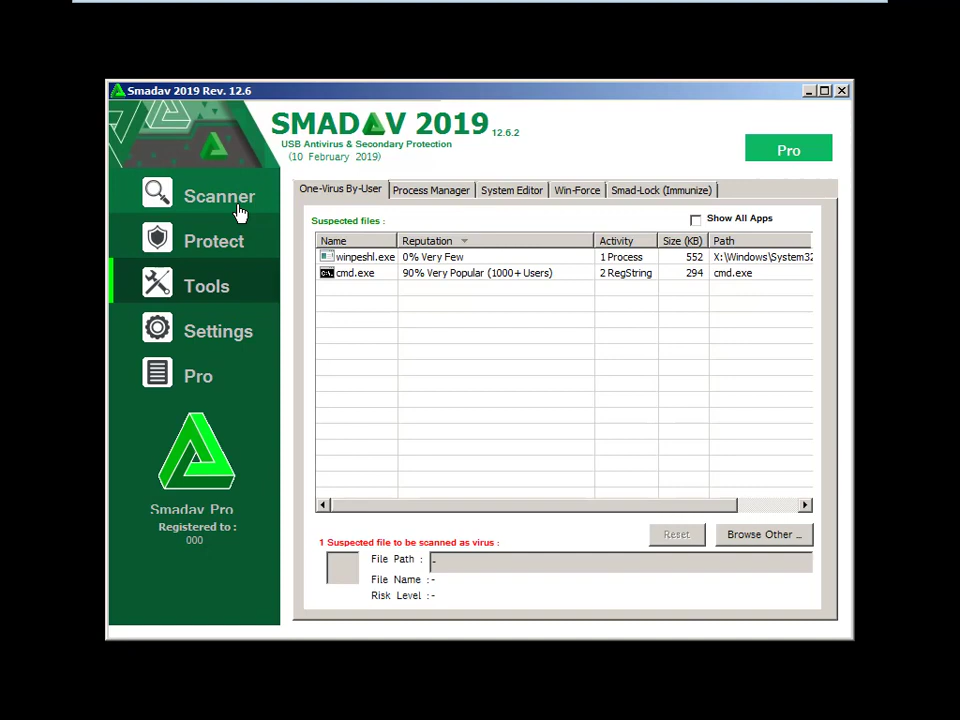 Smadav 2019 Rev. 12.6
SMADAV 2019 12.6.2
USB Antivirus & Secondary Protection
(10 February 2019)
Pro
Scanner
Protect
Tools
Settings
Pro
Smadav Pro
Registered to :
000
One-Virus By-User
Process Manager
System Editor
Win-Force
Smad-Lock (Immunize)
Suspected files :
Show All Apps
Name Reputation Activity Size (KB) Path
winpeshl.exe 0% Very Few 1 Process 552 X:\Windows\System32
cmd.exe 90% Very Popular (1000+ Users) 2 RegString 294 cmd.exe
1 Suspected file to be scanned as virus :
Reset
Browse Other ...
File Path : -
File Name :-
Risk Level :-